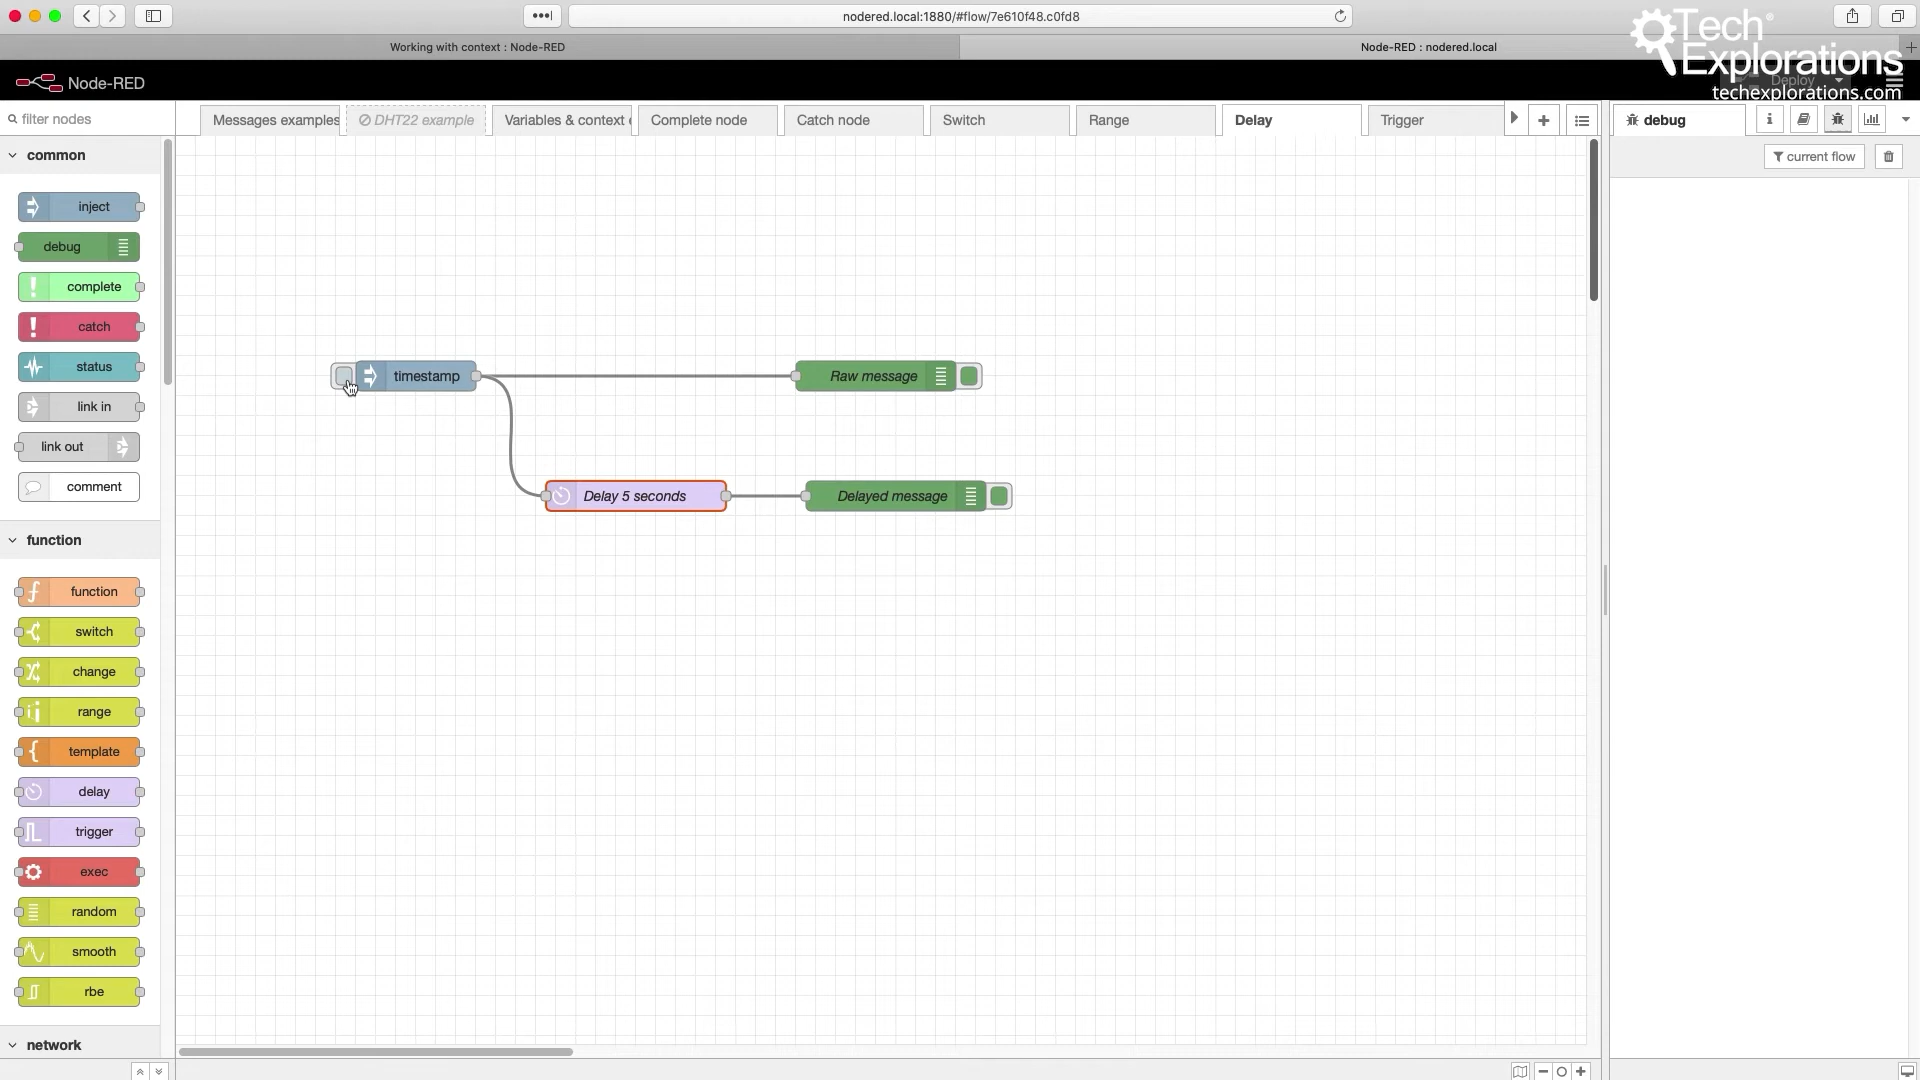 nodered.local:1880/#flow/7e610f48.c0fd8
Working with context : Node-RED
Node-RED : nodered.local
Tech
Explorations
techexplorations.com
Node-RED
Deploy
filter nodes
Messages examples
DHT22 example
Variables & context
Complete node
Catch node
Switch
Range
Delay
Trigger
debug
current flow
common
inject
debug
complete
catch
status
link in
link out
comment
function
function
switch
change
range
template
delay
trigger
exec
random
smooth
rbe
network
timestamp
Raw message
Delay 5 seconds
Delayed message